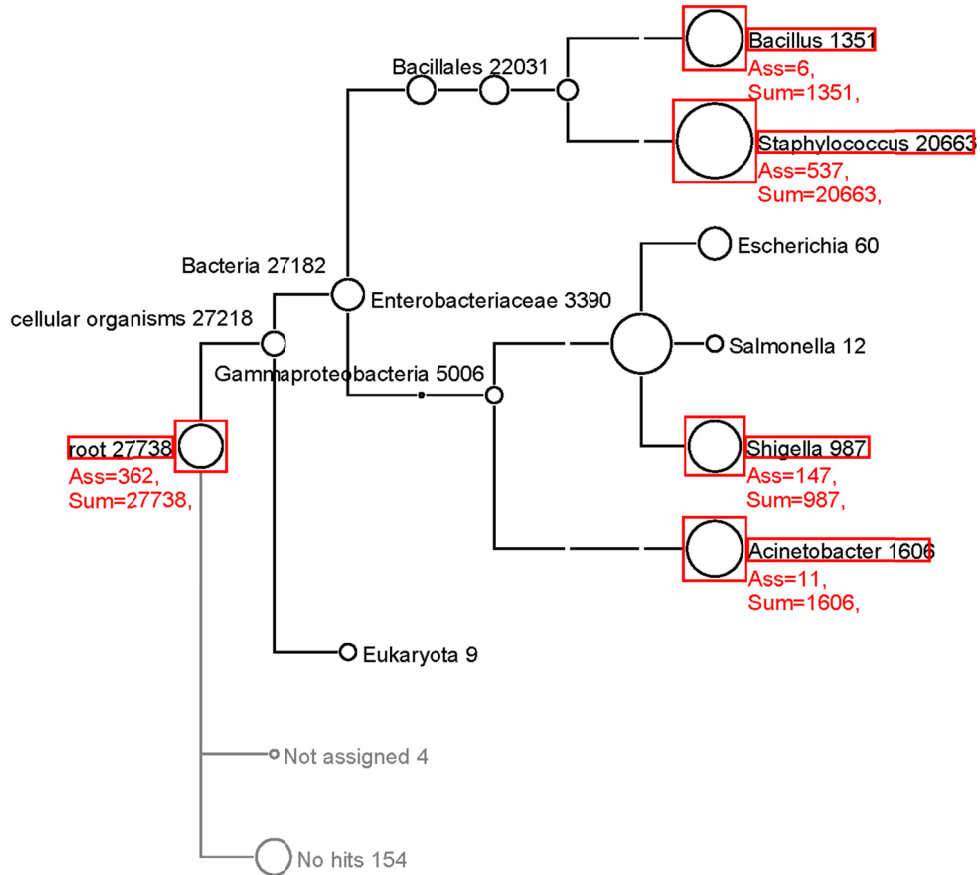 Bacillus 1351
Ass=6,
Sum=1351,
Bacillales 22031
Staphylococcus 20663
Ass=537,
Sum=20663,
Escherichia 60
Bacteria 27182
Enterobacteriaceae 3390
cellular organisms 27218
Salmonella 12
Gammaproteobacteria 5006
root 27738
Ass=362,
Sum=27738,
Shigella 987
Ass=147,
Sum=987,
Acinetobacter 1606
Ass=11,
Sum=1606,
Eukaryota 9
Not assigned 4
No hits 154